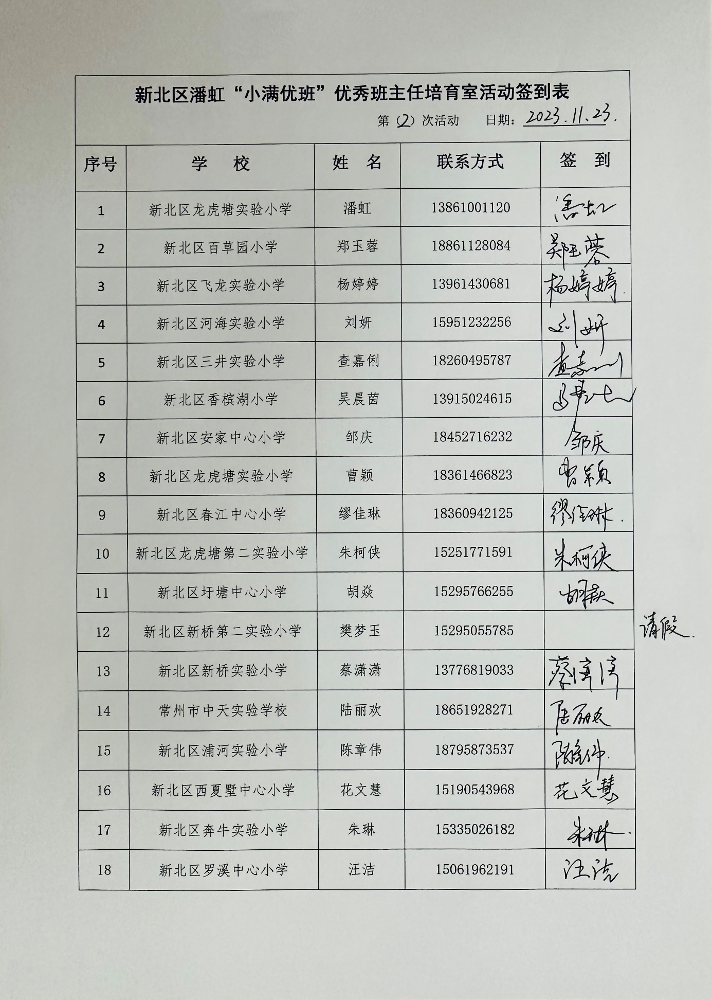 新北区潘虹“小满优班”优秀班主任培育室活动签到表
第（2）次活动 日期：2023.11.23.
序号 学 校 姓 名 联系方式 签 到
1 新北区龙虎塘实验小学 潘虹 13861001120 潘虹
2 新北区百草园小学 郑玉蓉 18861128084 郑玉蓉
3 新北区飞龙实验小学 杨婷婷 13961430681 杨婷婷.
4 新北区河海实验小学 刘妍 15951232256 刘妍
5 新北区三井实验小学 查嘉俐 18260495787 查嘉俐
6 新北区香槟湖小学 吴晨茵 13915024615
7 新北区安家中心小学 邹庆 18452716232 邹庆
8 新北区龙虎塘实验小学 曹颖 18361466823 曹颖
9 新北区春江中心小学 缪佳琳 18360942125 缪佳琳.
10 新北区龙虎塘第二实验小学 朱柯侠 15251771591 朱柯侠
11 新北区圩塘中心小学 胡焱 15295766255 胡焱
12 新北区新桥第二实验小学 樊梦玉 15295055785 请假.
13 新北区新桥实验小学 蔡潇潇 13776819033 蔡潇潇
14 常州市中天实验学校 陆丽欢 18651928271 陆丽欢
15 新北区浦河实验小学 陈章伟 18795873537 陈章伟.
16 新北区西夏墅中心小学 花文慧 15190543968 花文慧
17 新北区奔牛实验小学 朱琳 15335026182 朱琳.
18 新北区罗溪中心小学 汪洁 15061962191 汪洁